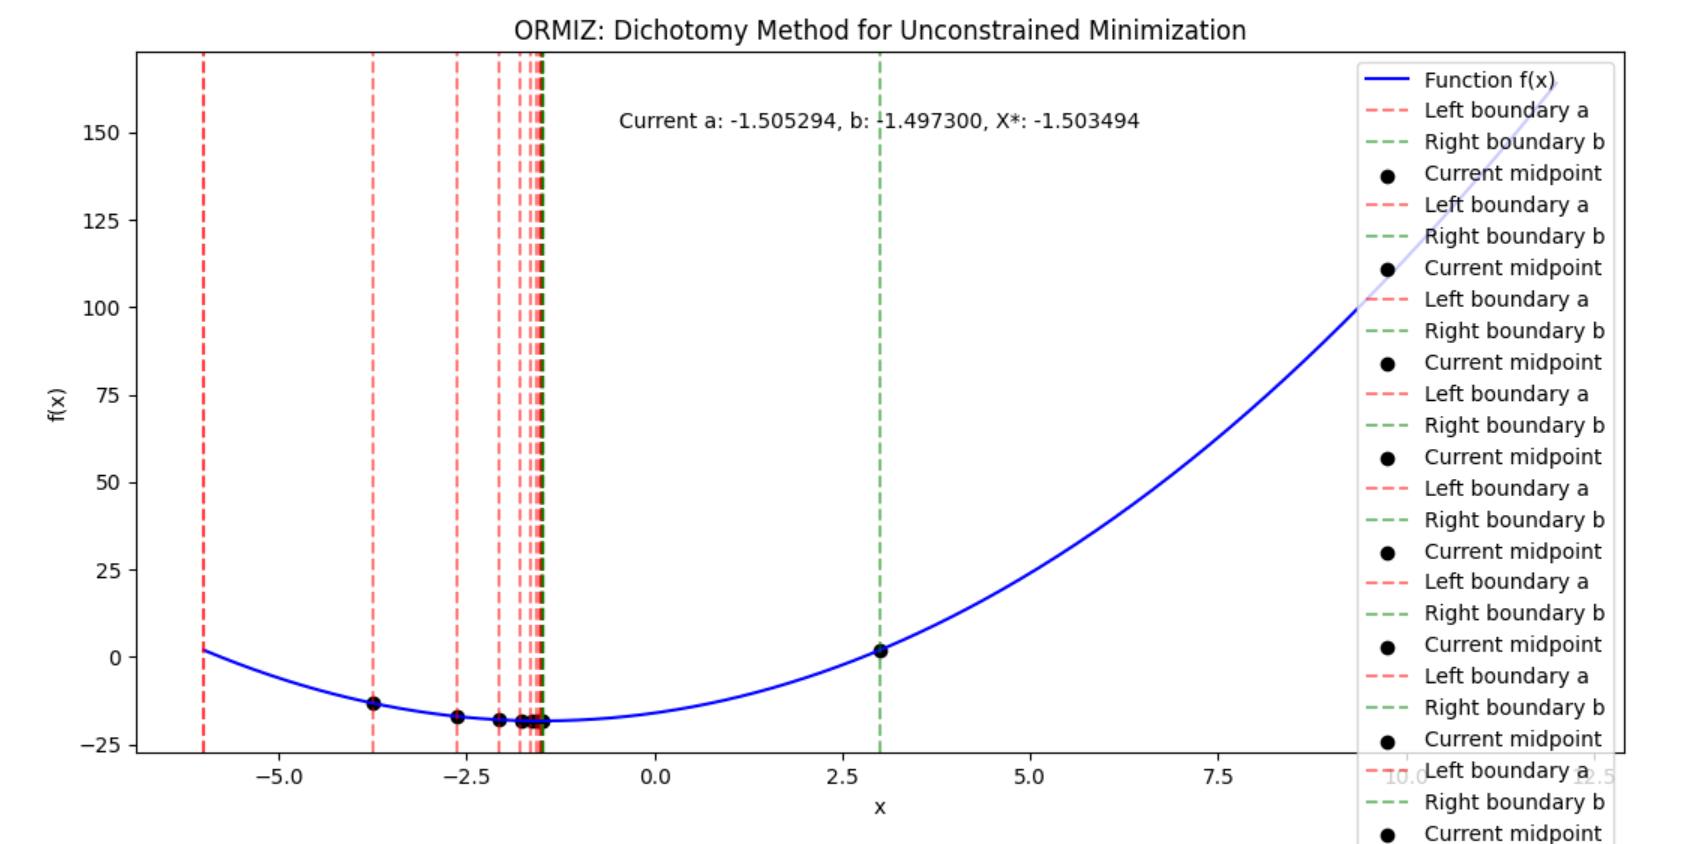 ORMIZ: Dichotomy Method for Unconstrained Minimization
Current a: -1.505294, b: -1.497300, X*: -1.503494
Function f(x)
Left boundary a
Right boundary b
Current midpoint
Left boundary a
Right boundary b
Current midpoint
Left boundary a
Right boundary b
Current midpoint
Left boundary a
Right boundary b
Current midpoint
Left boundary a
Right boundary b
Current midpoint
Left boundary a
Right boundary b
Current midpoint
Left boundary a
Right boundary b
Current midpoint
Left boundary a
Right boundary b
Current midpoint
f(x)
150
125
100
75
50
25
0
−25
−5.0 −2.5 0.0 2.5 5.0 7.5 10.0 12.5
x